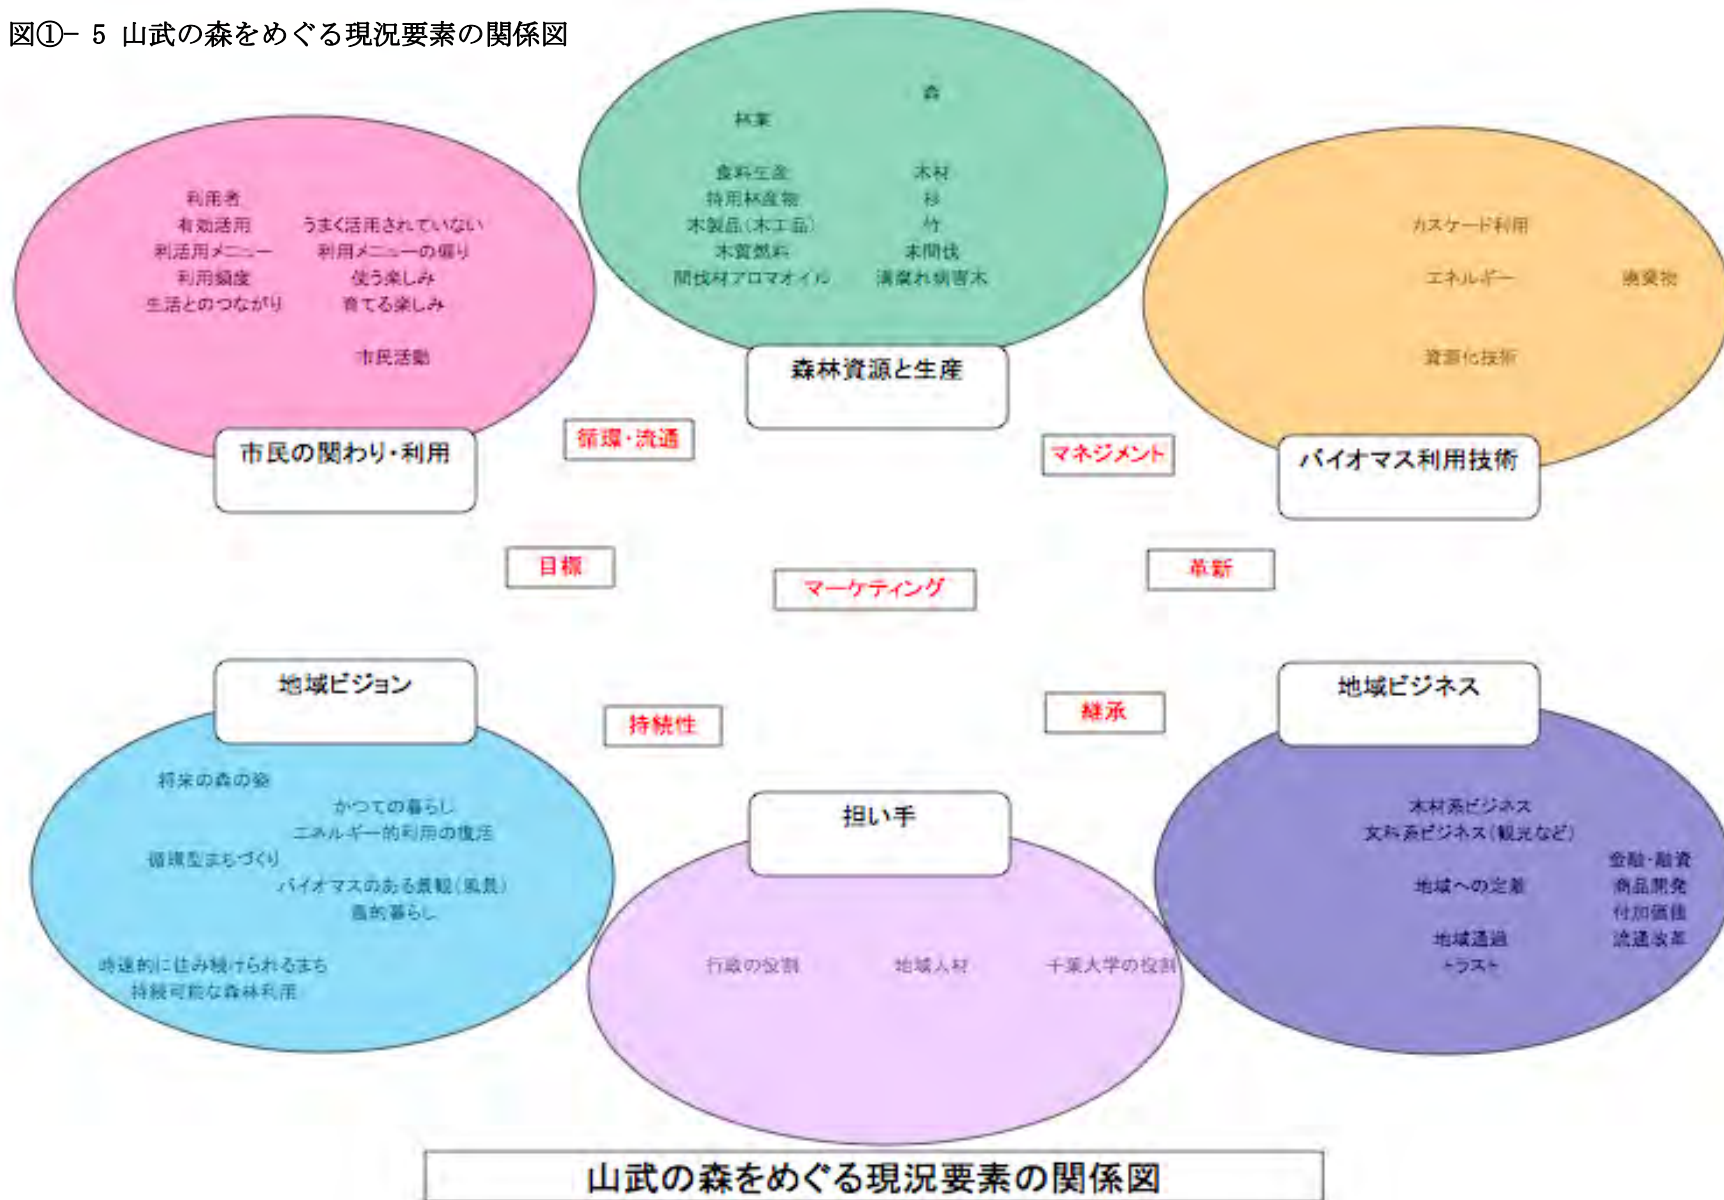 図①- 5 山武の森をめぐる現況要素の関係図
利用者
有効活用 うまく活用されていない
利活用メニュー 利用メニューの偏り
利用頻度 使う楽しみ
生活とのつながり 育てる楽しみ
市民活動
市民の関わり・利用
森
林業
食料生産 木材
特用林産物 杉
木製品(木工品) 竹
木質燃料 未間伐
間伐材アロマオイル 溝腐れ病害木
森林資源と生産
カスケード利用
エネルギー 廃棄物
資源化技術
バイオマス利用技術
循環・流通
マネジメント
目標
マーケティング
革新
持続性
継承
地域ビジョン
将来の森の姿
かつての暮らし
エネルギー的利用の復活
循環型まちづくり
バイオマスのある景観(風景)
農的暮らし
時速的に住み続けられるまち
持続可能な森林利用
担い手
行政の役割 地域人材 千葉大学の役割
地域ビジネス
木材系ビジネス
文科系ビジネス(観光など)
金融・融資
地域への定着 商品開発
付加価値
地域通過 流通改革
トラスト
山武の森をめぐる現況要素の関係図